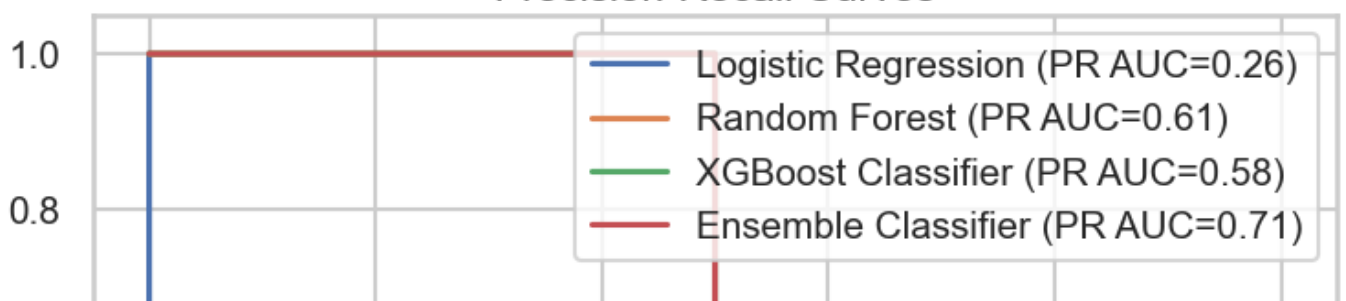 1.0
Logistic Regression (PR AUC=0.26)
Random Forest (PR AUC=0.61)
XGBoost Classifier (PR AUC=0.58)
0.8
Ensemble Classifier (PR AUC=0.71)